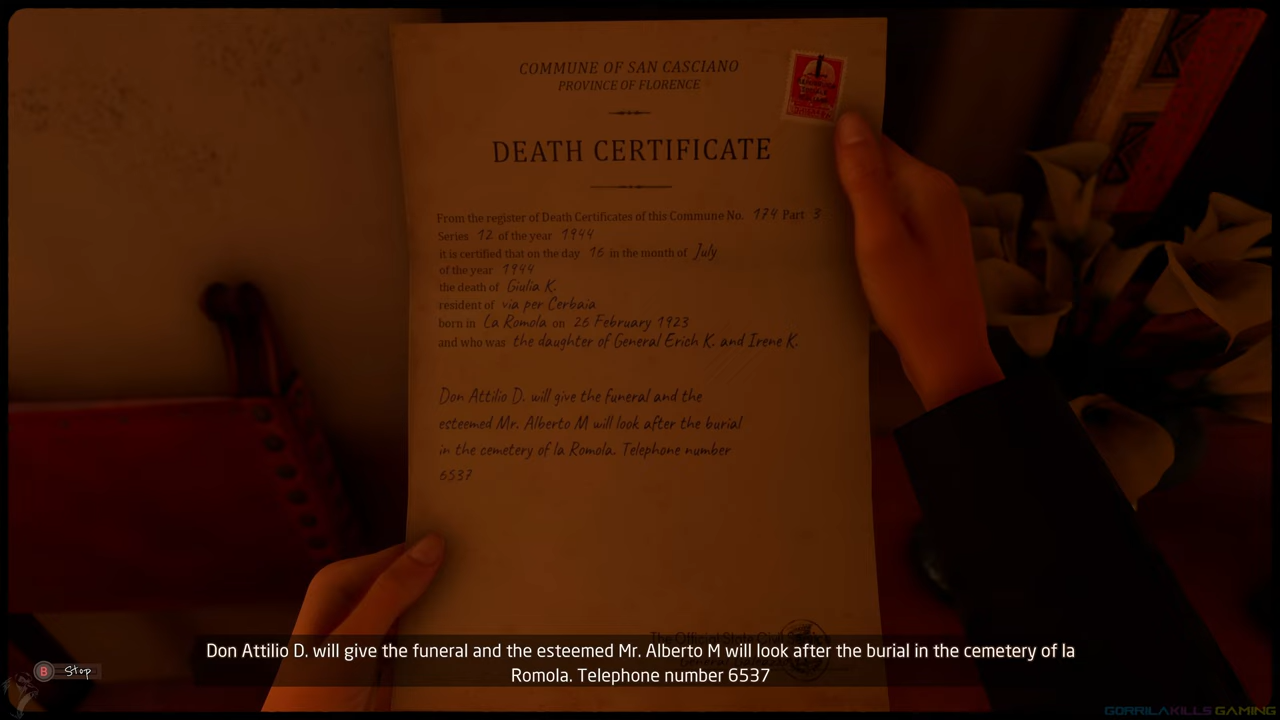 COMMUNE OF SAN CASCIANO
PROVINCE OF FLORENCE
DEATH CERTIFICATE
From the register of Death Certificates of this Commune No. 174 Part 3
Series 12 of the year 1944
it is certified that on the day 16 in the month of July
of the year 1944
the death of Giulia K.
resident of via per Cerbaia
born in La Romola on 26 February 1923
and who was the daughter of General Erich K. and Irene K.
Don Attilio D. will give the funeral and the
esteemed Mr. Alberto M will look after the burial
in the cemetery of la Romola. Telephone number
6537
The Official State Civil
Don Attilio D. will give the funeral and the esteemed Mr. Alberto M will look after the burial in the cemetery of la
Romola. Telephone number 6537
B Stop
GORRILAKILLS GAMING